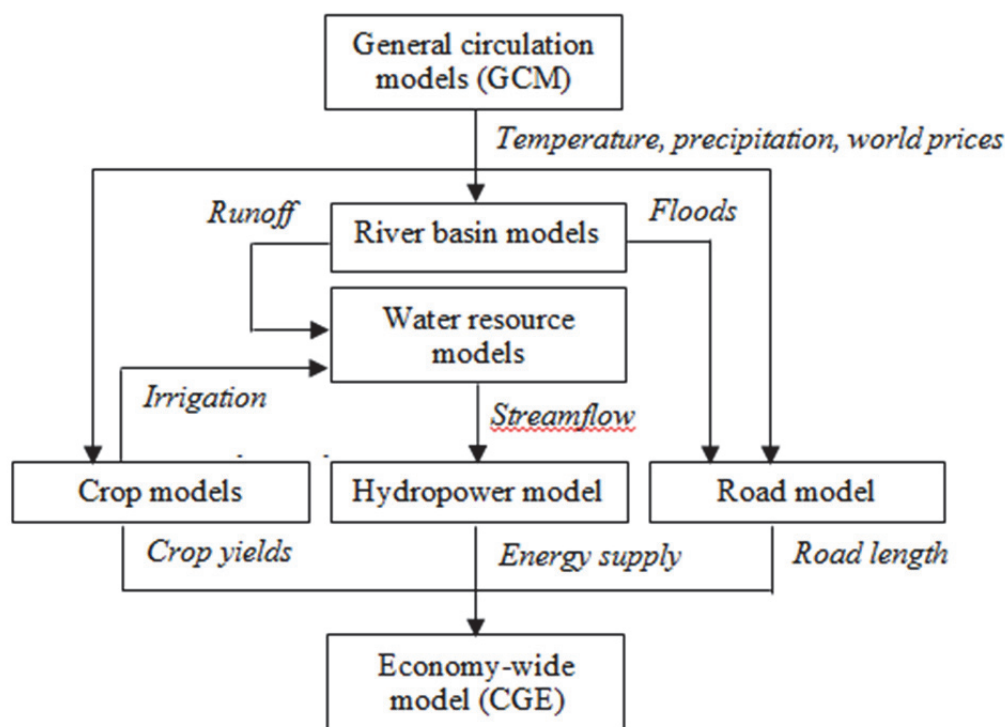 General circulation
models (GCM)
Temperature, precipitation, world prices
Runoff
Floods
River basin models
Water resource
models
Irrigation
Streamflow
Crop models
Hydropower model
Road model
Crop yields
Energy supply
Road length
Economy-wide
model (CGE)